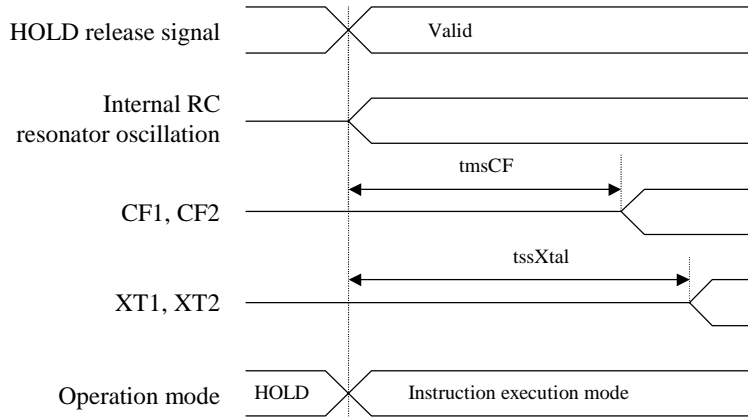 HOLD release signal
Valid
Internal RC
resonator oscillation
tmsCF
CF1, CF2
tssXtal
XT1, XT2
Operation mode
HOLD
Instruction execution mode